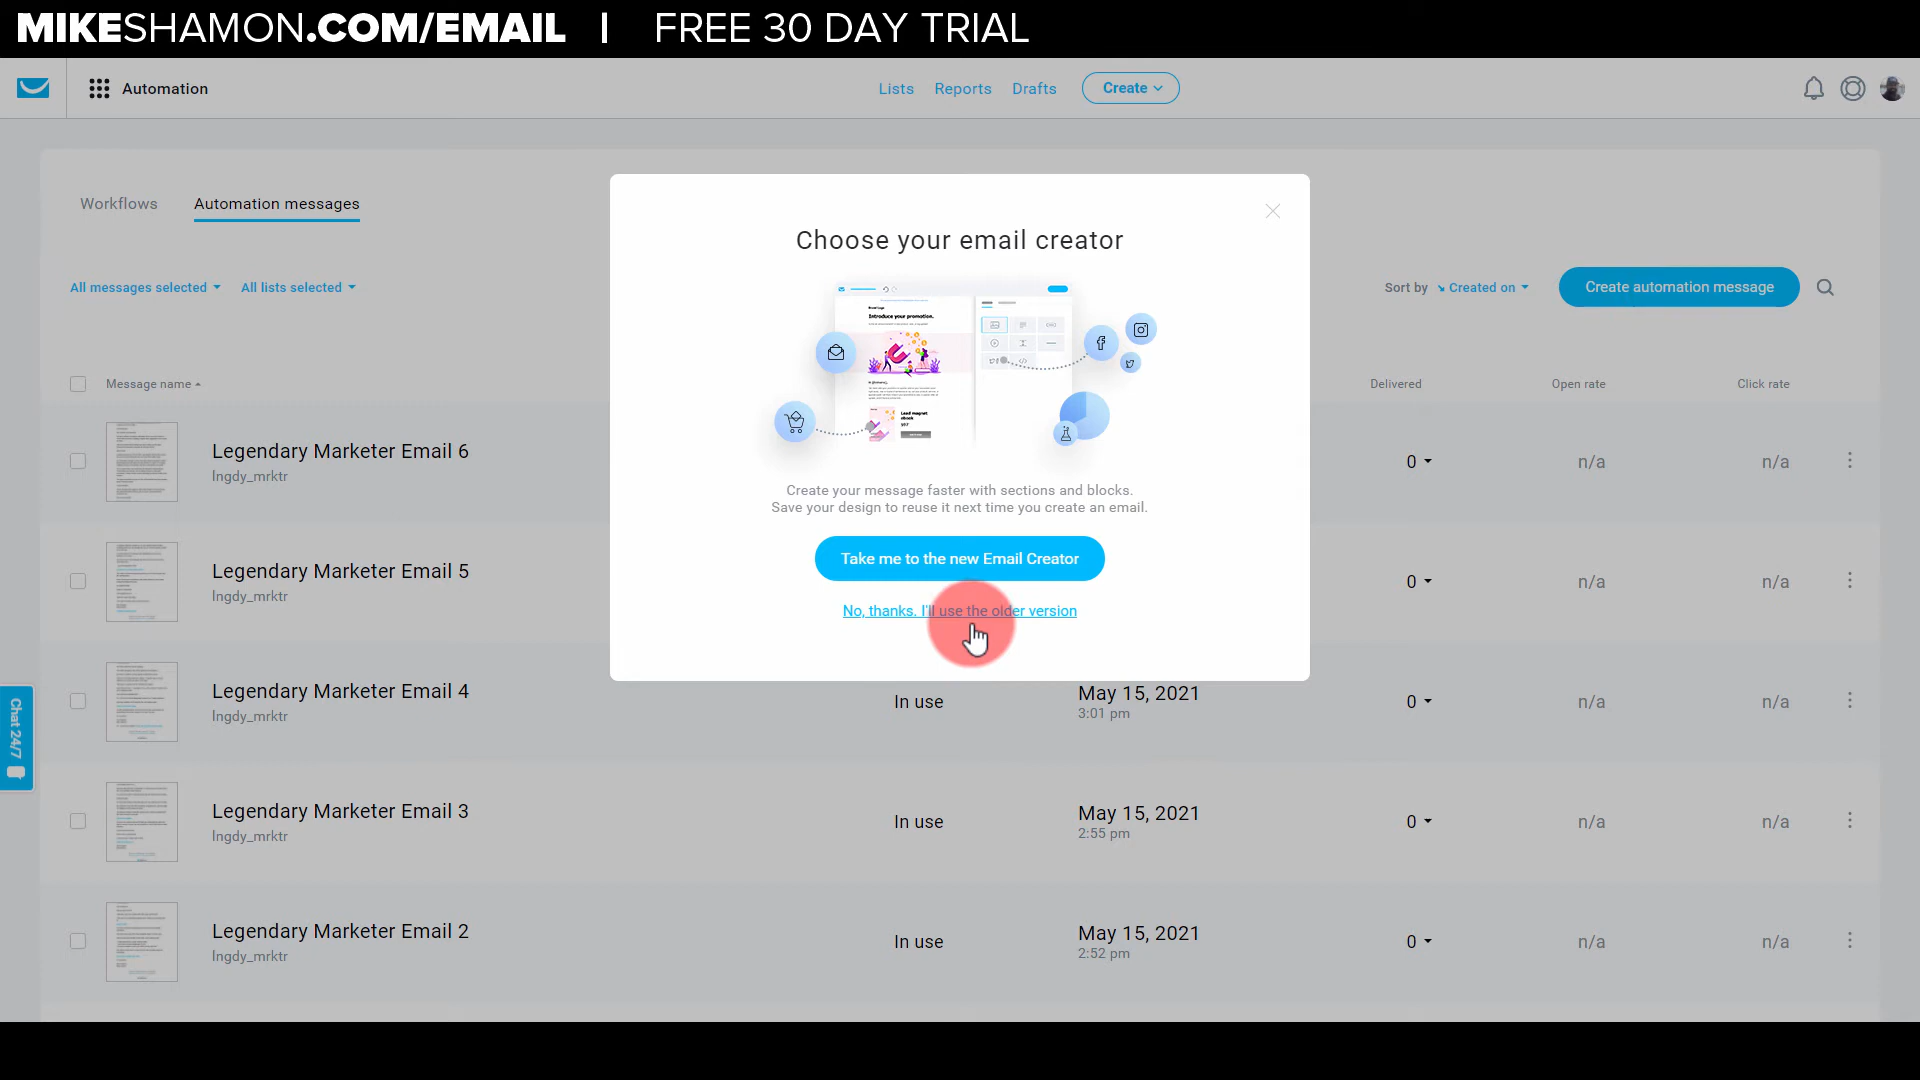 MIKESHAMON.COM/EMAIL | FREE 30 DAY TRIAL
Automation
Lists
Reports
Drafts
Create
Workflows
Automation messages
All messages selected
All lists selected
Sort by
Created on
Create automation message
Choose your email creator
Introduce your promotion.
Lead magnet
ebook
Create your message faster with sections and blocks.
Save your design to reuse it next time you create an email.
Take me to the new Email Creator
No, thanks. I'll use the older version
Message name
Delivered
Open rate
Click rate
Legendary Marketer Email 6
lngdy_mrktr
0
n/a
n/a
Legendary Marketer Email 5
lngdy_mrktr
0
n/a
n/a
Legendary Marketer Email 4
lngdy_mrktr
In use
May 15, 2021
3:01 pm
0
n/a
n/a
Legendary Marketer Email 3
lngdy_mrktr
In use
May 15, 2021
2:55 pm
0
n/a
n/a
Legendary Marketer Email 2
lngdy_mrktr
In use
May 15, 2021
2:52 pm
0
n/a
n/a
Chat 24/7